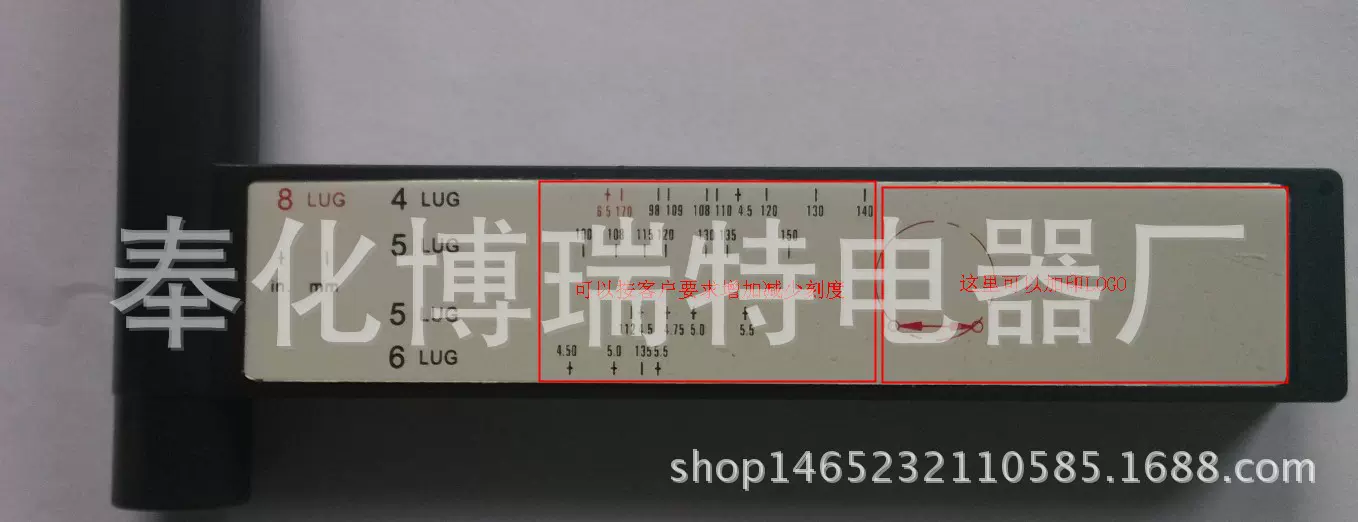 8 LUG 4 LUG
6 5 170 98 109 108 110 4.5 120 130 140
5 LUG 100 108 115 120 130 135 150
in. mm
可以按客户要求增加减少刻度
这里可以加印LOGO
5 LUG 112 4.5 4.75 5.0 5.5
6 LUG 4.50 5.0 135 5.5
奉化博瑞特电器厂
shop1465232110585.1688.com